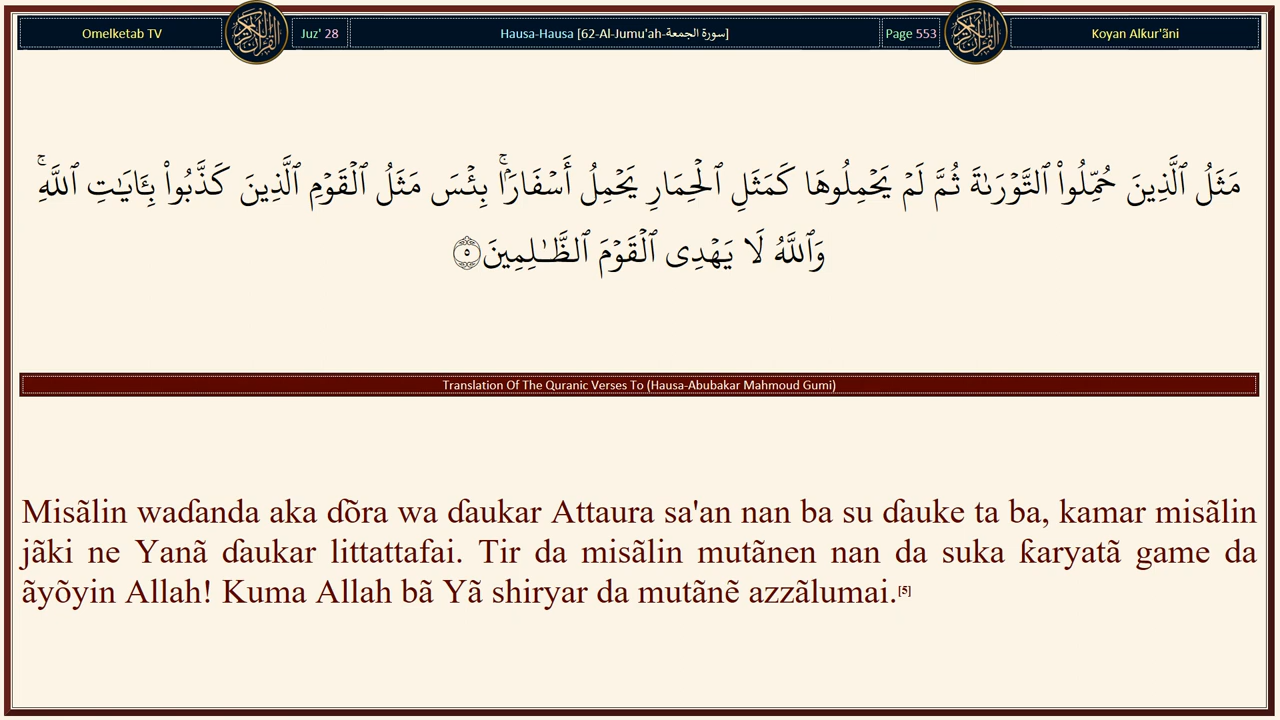 Omelketab TV
Juz' 28
Hausa-Hausa [62-Al-Jumu'ah-سورة الجمعة]
Page 553
Koyan Alƙur'ãni
مَثَلُ ٱلَّذِينَ حُمِّلُوا۟ ٱلتَّوْرَىٰةَ ثُمَّ لَمْ يَحْمِلُوهَا كَمَثَلِ ٱلْحِمَارِ يَحْمِلُ أَسْفَارًۢا ۚ بِئْسَ مَثَلُ ٱلْقَوْمِ ٱلَّذِينَ كَذَّبُوا۟ بِـَٔايَـٰتِ ٱللَّهِ ۚ
وَٱللَّهُ لَا يَهْدِى ٱلْقَوْمَ ٱلظَّـٰلِمِينَ ٥
Translation Of The Quranic Verses To (Hausa-Abubakar Mahmoud Gumi)
Misãlin waɗanda aka ɗõra wa ɗaukar Attaura sa'an nan ba su ɗauke ta ba, kamar misãlin
jãki ne Yanã ɗaukar littattafai. Tir da misãlin mutãnen nan da suka ƙaryatã game da
ãyõyin Allah! Kuma Allah bã Yã shiryar da mutãnẽ azzãlumai.[5]